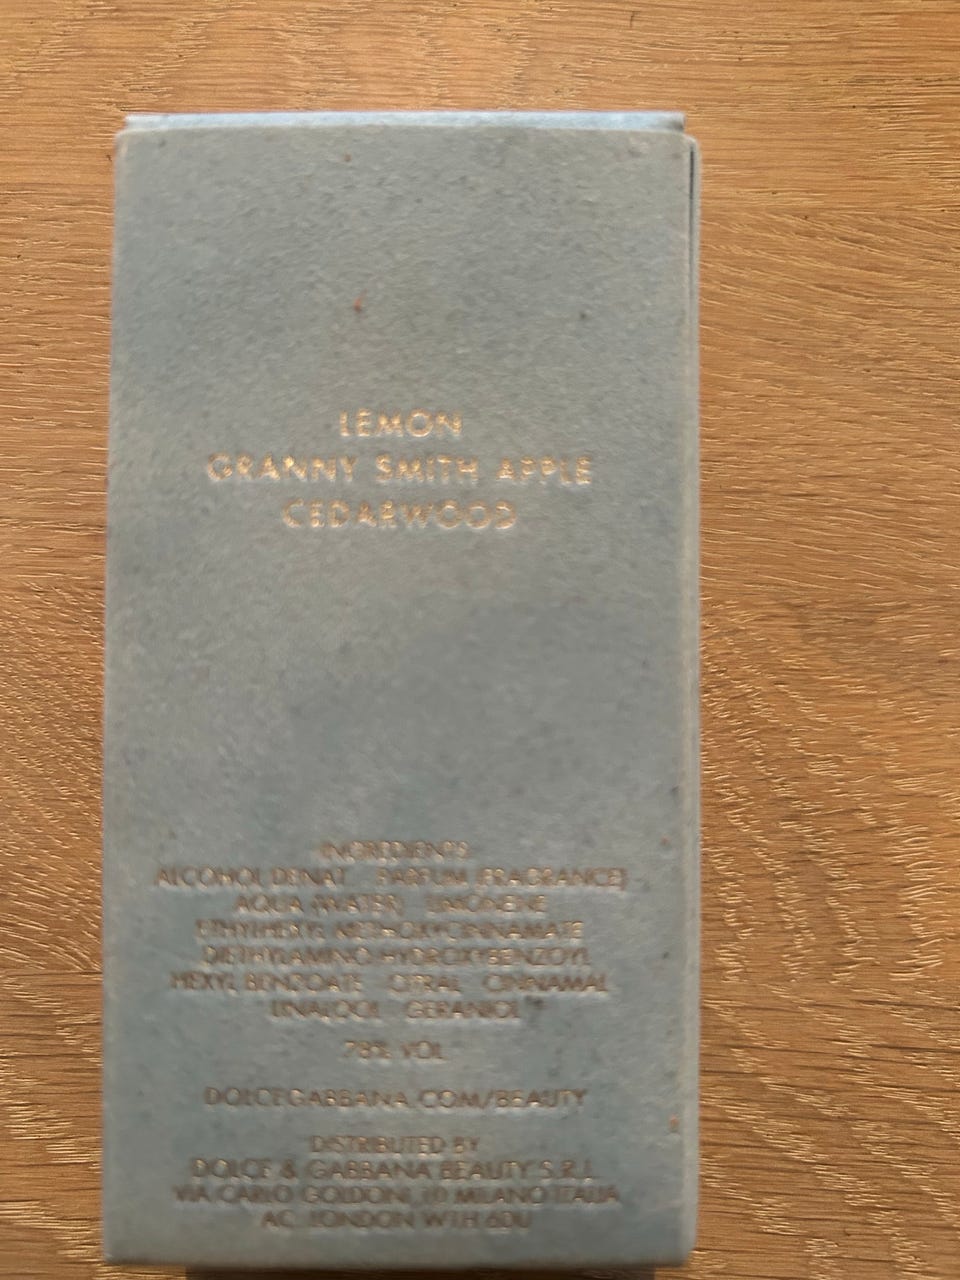 LEMON
GRANNY SMITH APPLE
CEDARWOOD
INGREDIENTS:
ALCOHOL DENAT. PARFUM (FRAGRANCE)
AQUA (WATER) LIMONENE
ETHYLHEXYL METHOXYCINNAMATE
DIETHYLAMINO HYDROXYBENZOYL
HEXYL BENZOATE CITRAL CINNAMAL
LINALOOL GERANIOL
78% VOL
DOLCEGABBANA.COM/BEAUTY
DISTRIBUTED BY
DOLCE & GABBANA BEAUTY S.R.L.
VIA CARLO GOLDONI, 10 MILANO ITALIA
AC. LONDON W1H 6DU